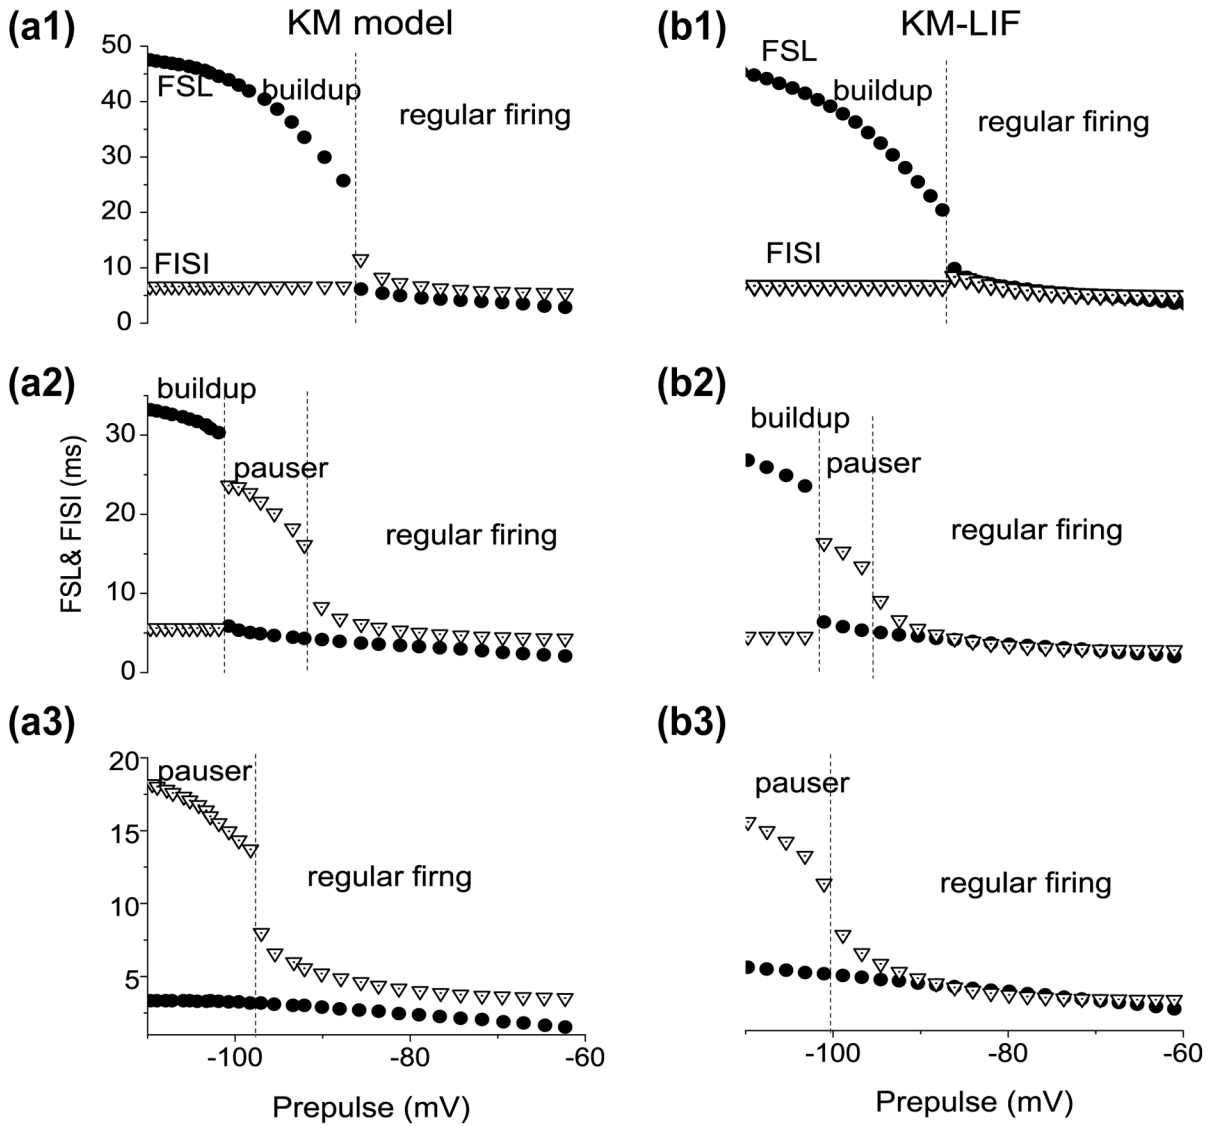 (a1)
KM model
(b1)
KM-LIF
50
40
30
20
10
0
FSL
buildup
regular firing
FISI
FSL
buildup
regular firing
FISI
(a2)
(b2)
buildup
pauser
regular firing
30
20
10
0
FSL& FISI (ms)
buildup
pauser
regular firing
(a3)
(b3)
20
15
10
5
pauser
regular firng
-100
-80
-60
Prepulse (mV)
pauser
regular firing
-100
-80
-60
Prepulse (mV)